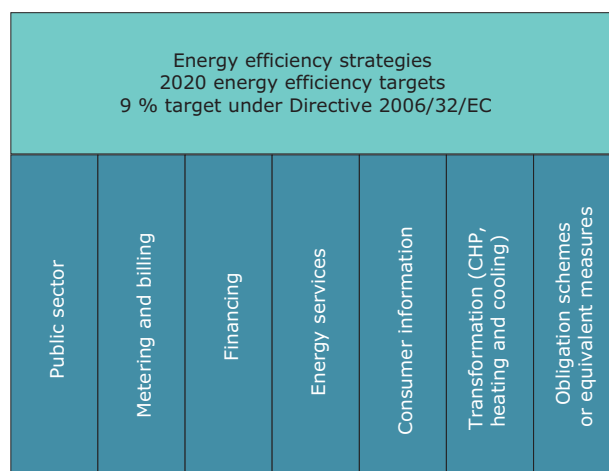 Energy efficiency strategies
2020 energy efficiency targets
9 % target under Directive 2006/32/EC
Public sector
Metering and billing
Financing
Energy services
Consumer information
Transformation (CHP,
heating and cooling)
Obligation schemes
or equivalent measures